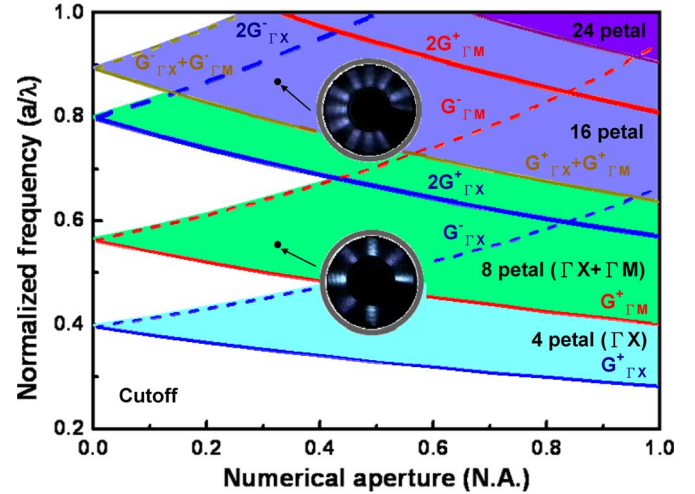 1.0
0.8
0.6
0.4
0.2
Normalized frequency (a/λ)
2G⁻ΓX
24 petal
G⁻ΓX+G⁻ΓM
2G⁺ΓM
G⁻ΓM
16 petal
G⁺ΓX+G⁺ΓM
2G⁺ΓX
G⁻ΓX
8 petal (ΓX+ΓM)
G⁺ΓM
4 petal (ΓX)
G⁺ΓX
Cutoff
0.0 0.2 0.4 0.6 0.8 1.0
Numerical aperture (N.A.)